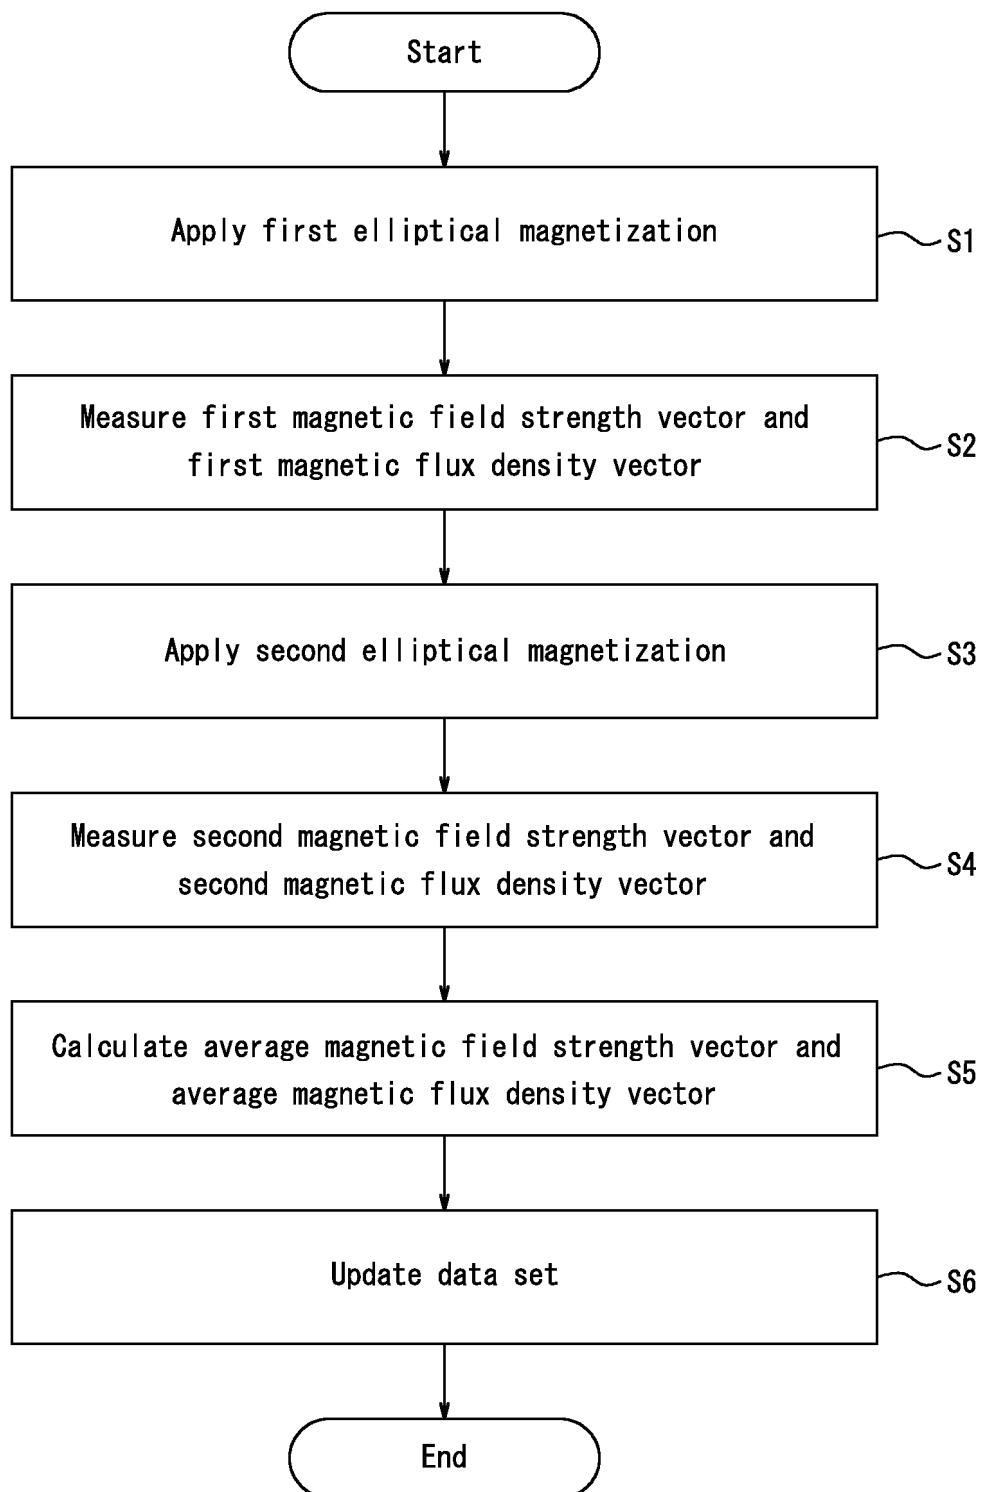 Start
Apply first elliptical magnetization
S1
Measure first magnetic field strength vector and
first magnetic flux density vector
S2
Apply second elliptical magnetization
S3
Measure second magnetic field strength vector and
second magnetic flux density vector
S4
Calculate average magnetic field strength vector and
average magnetic flux density vector
S5
Update data set
S6
End